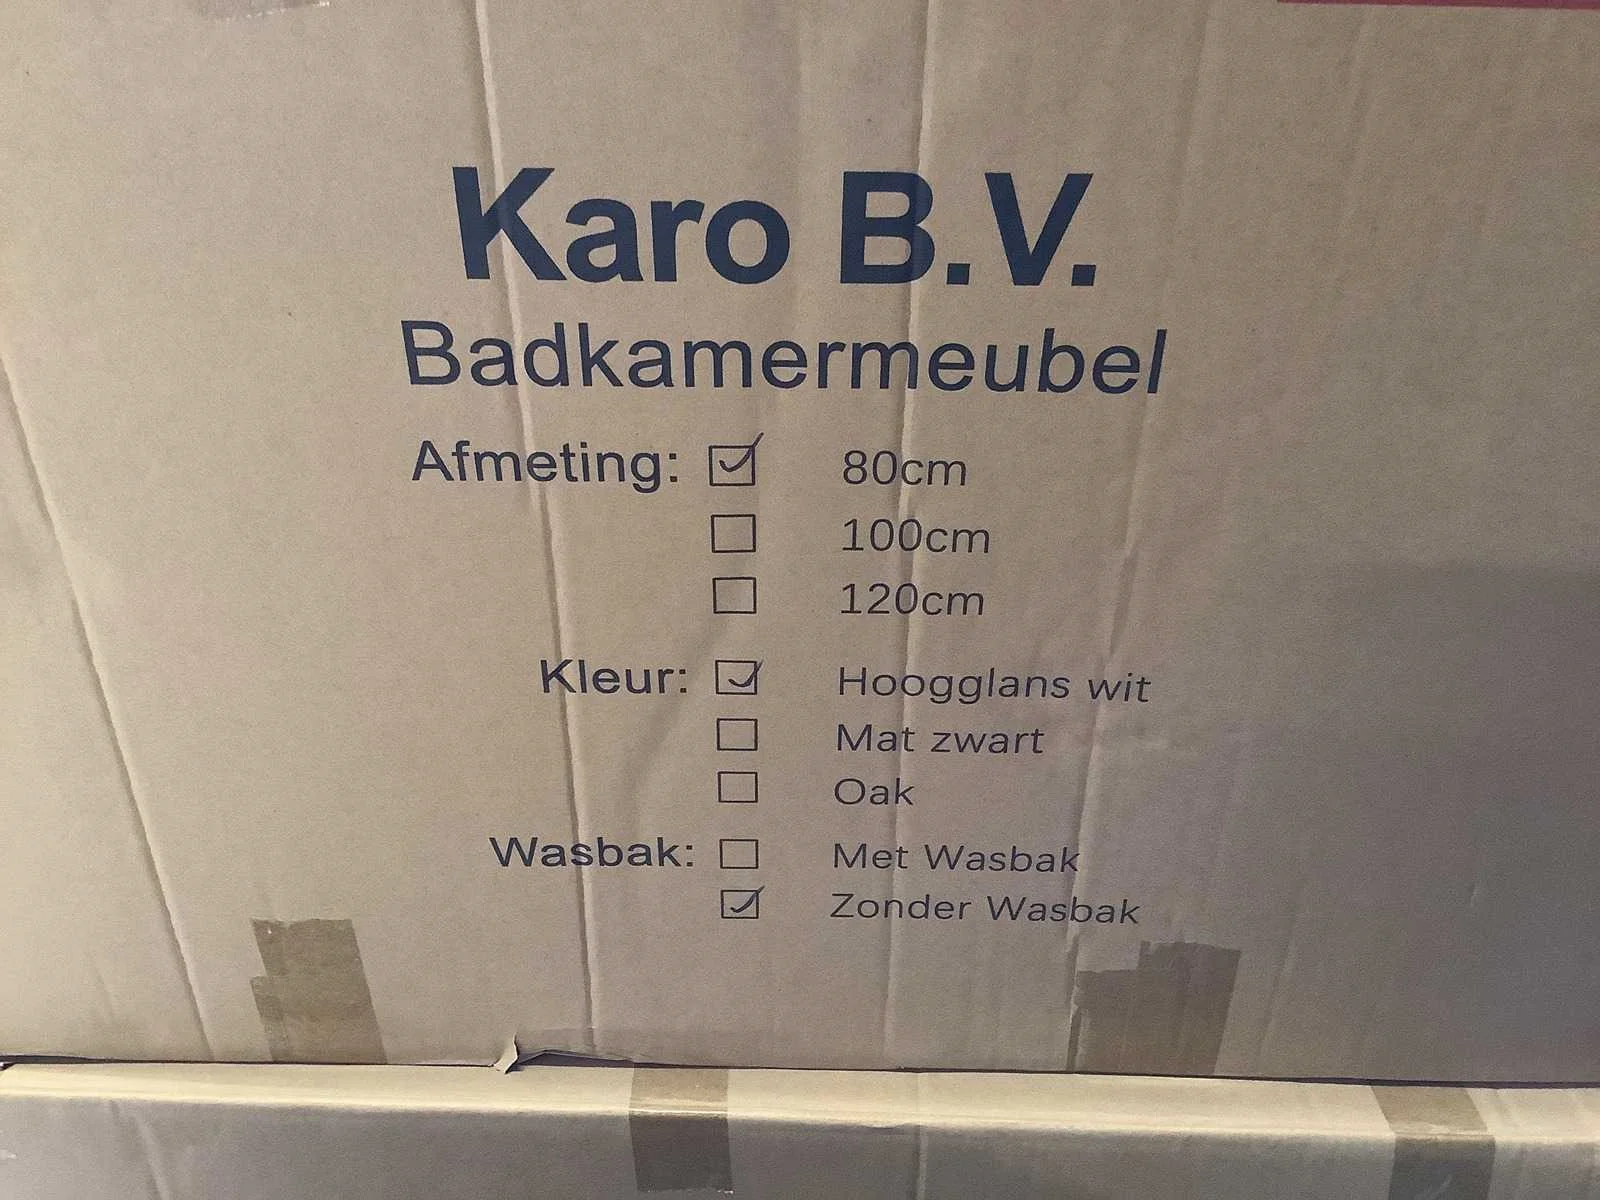 Karo B.V.
Badkamermeubel
Afmeting: ☑ 80cm
☐ 100cm
☐ 120cm
Kleur: ☑ Hoogglans wit
☐ Mat zwart
☐ Oak
Wasbak: ☐ Met Wasbak
☑ Zonder Wasbak